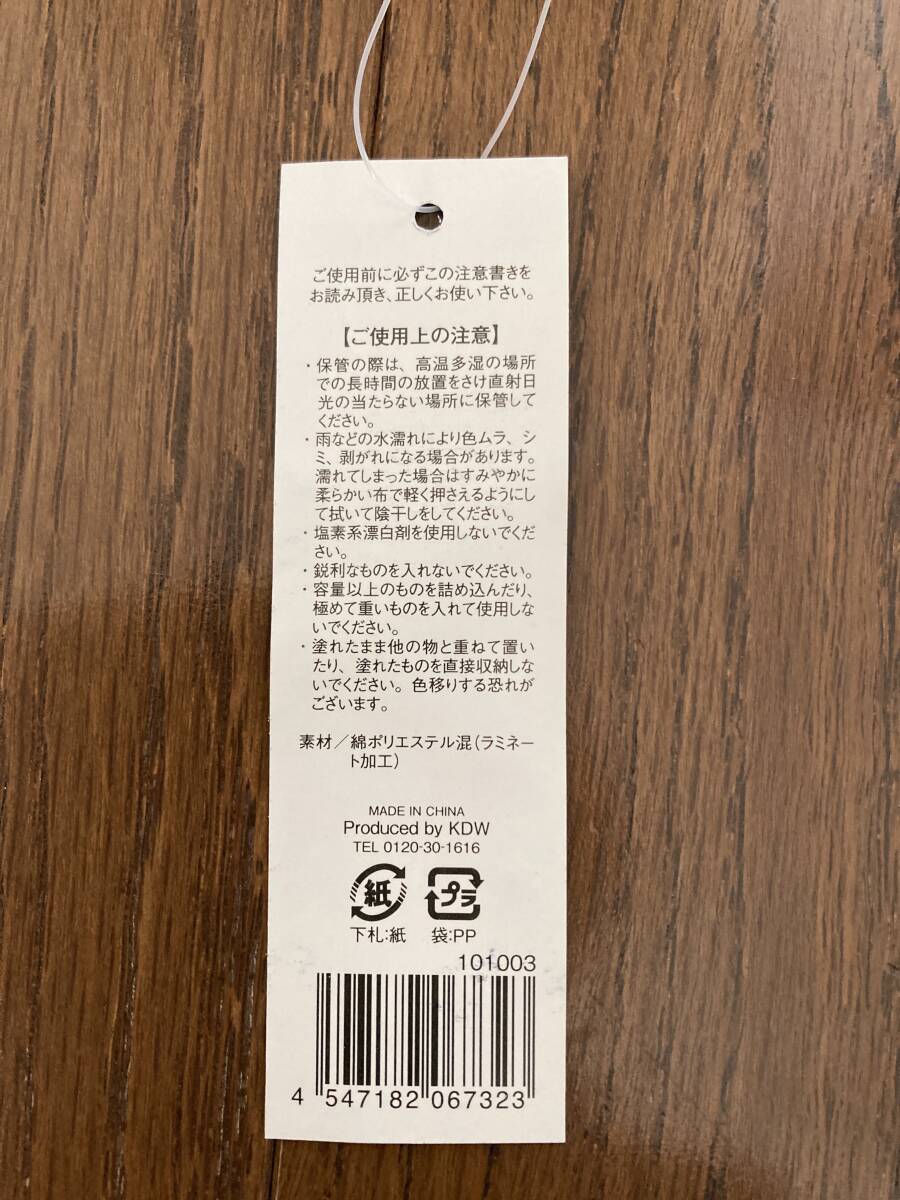 ご使用前に必ずこの注意書きを
お読み頂き、正しくお使い下さい。
【ご使用上の注意】
・保管の際は、高温多湿の場所
での長時間の放置をさけ直射日
光の当たらない場所に保管して
ください。
・雨などの水濡れにより色ムラ、シ
ミ、剥がれになる場合があります。
濡れてしまった場合はすみやかに
柔らかい布で軽く押さえるようにし
て拭いて陰干しをしてください。
・塩素系漂白剤を使用しないでくだ
さい。
・鋭利なものを入れないでください。
・容量以上のものを詰め込んだり、
極めて重いものを入れて使用しな
いでください。
・塗れたまま他の物と重ねて置い
たり、塗れたものを直接収納しな
いでください。色移りする恐れが
ございます。
素材／綿ポリエステル混(ラミネー
ト加工)
MADE IN CHINA
Produced by KDW
TEL 0120-30-1616
紙 プラ
下札:紙 袋:PP
101003
4 547182 067323